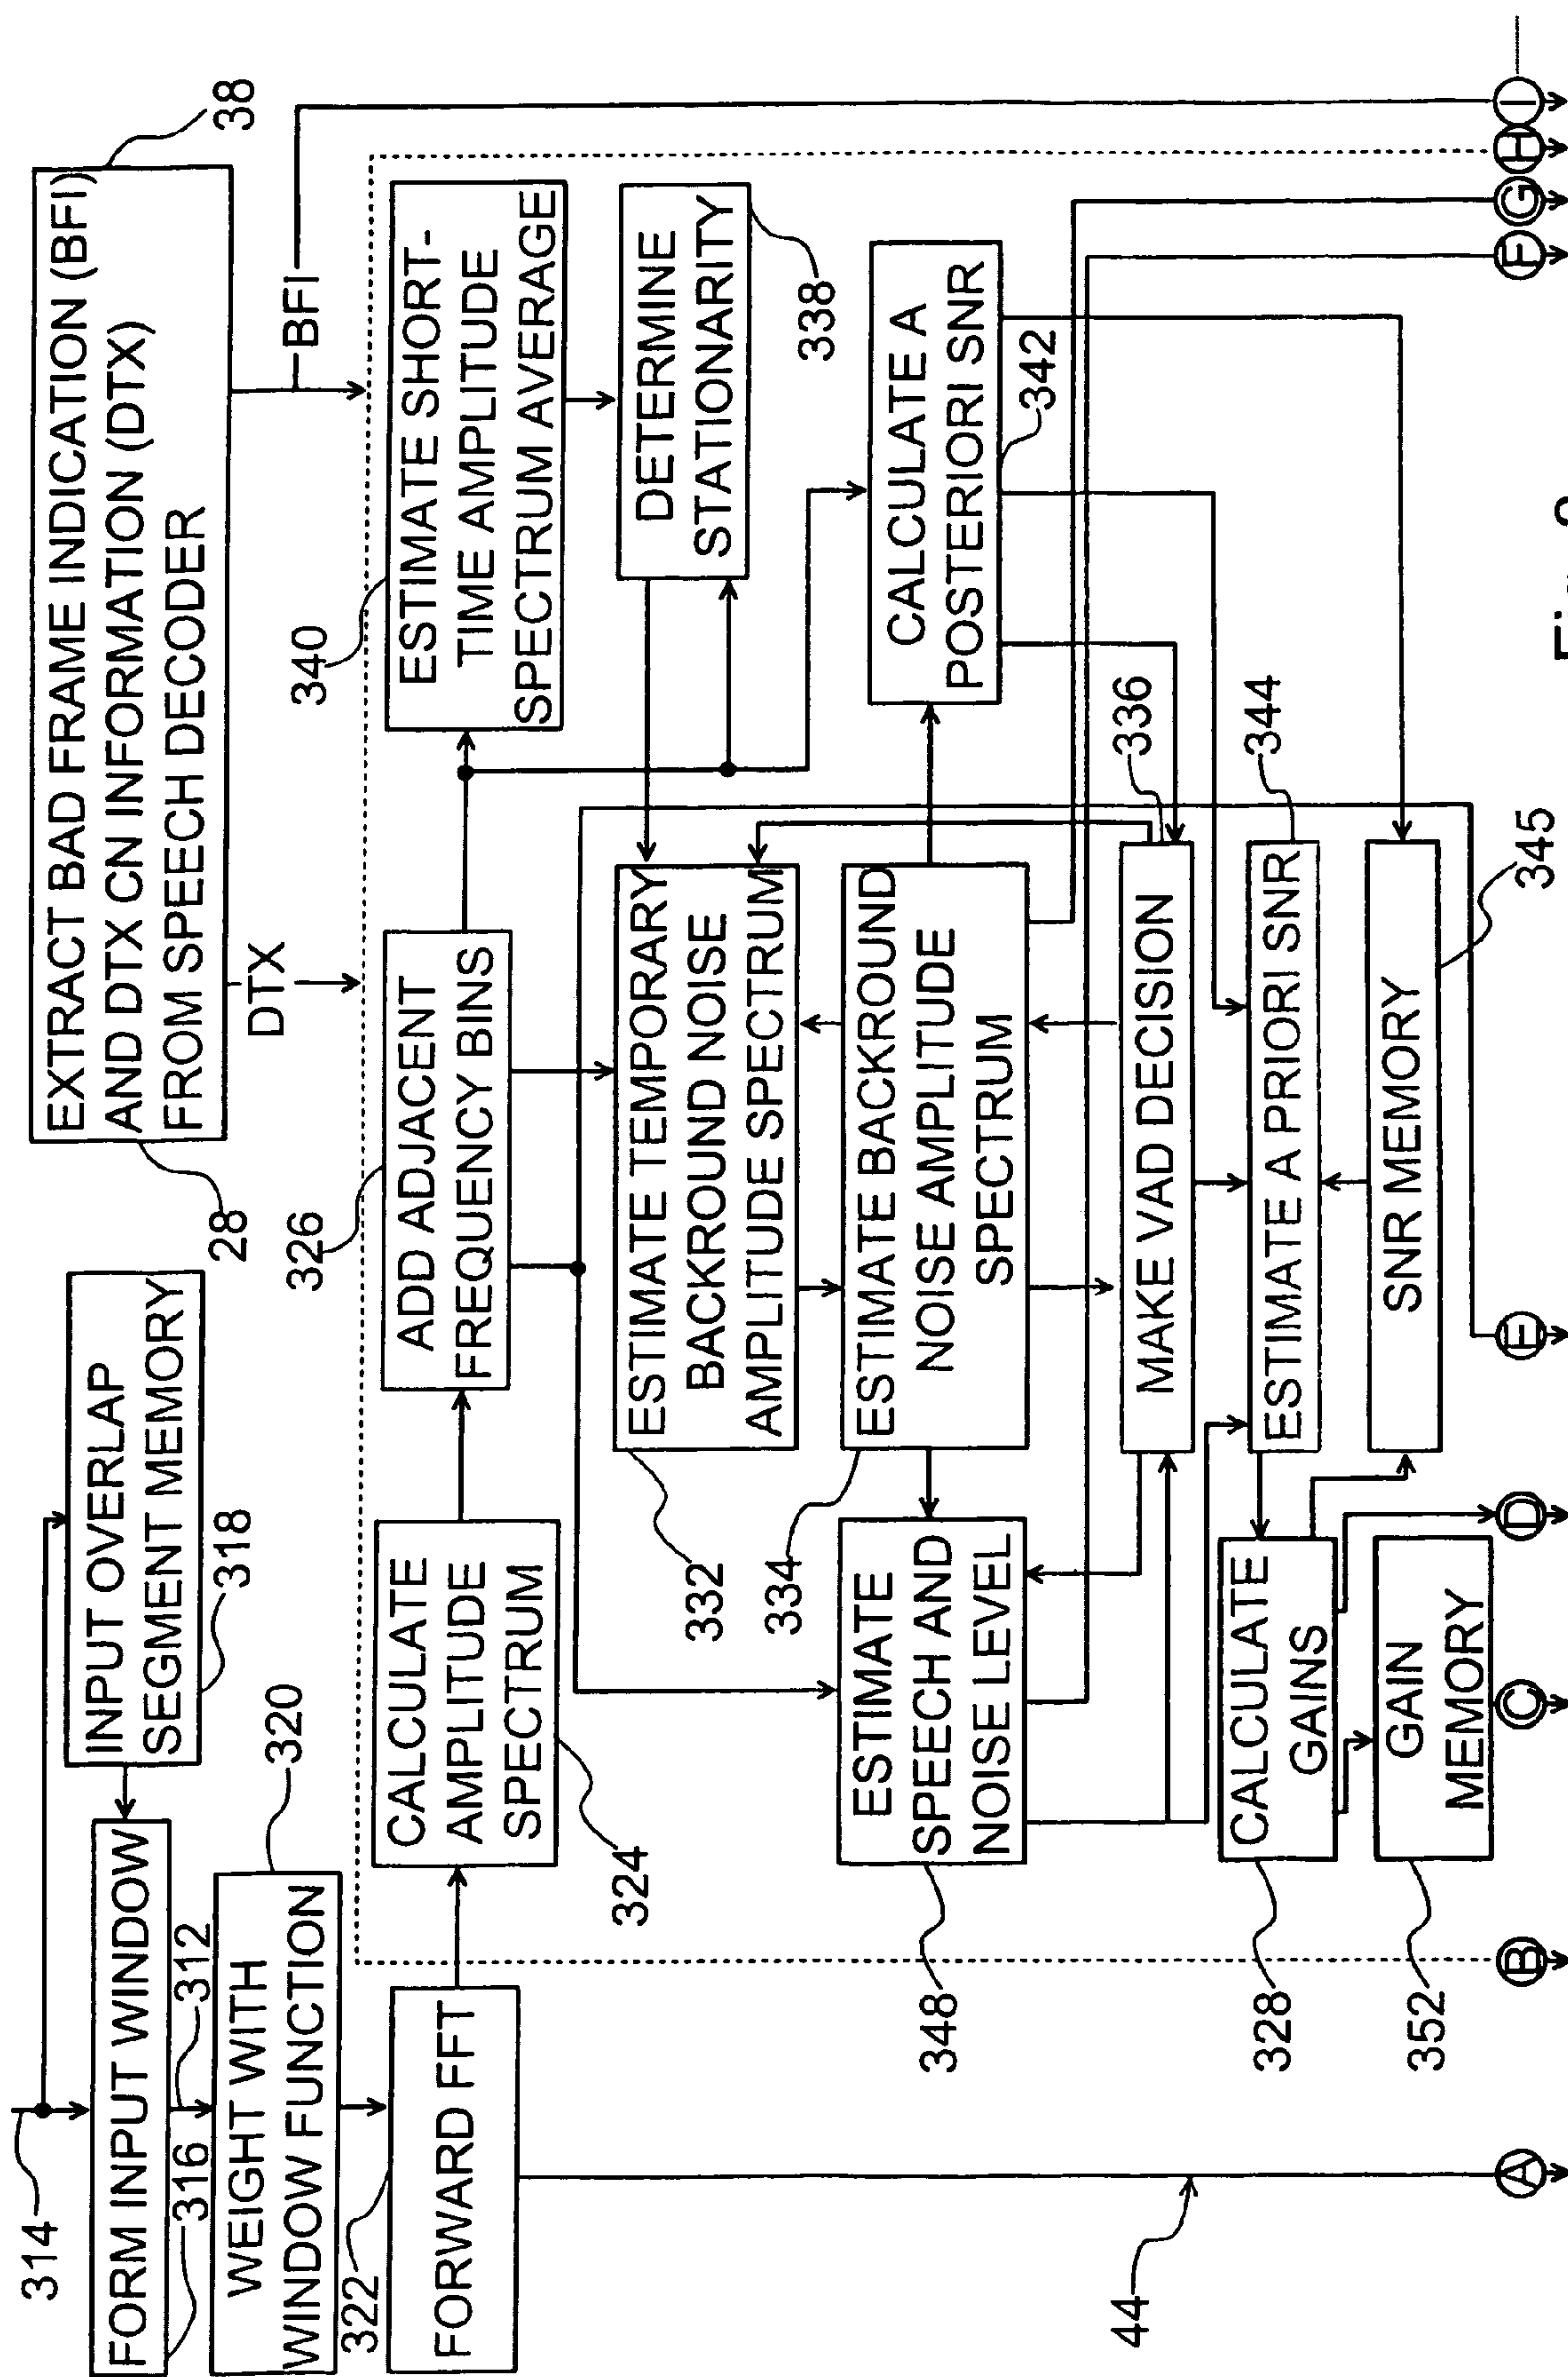 314
FORM INPUT WINDOW
316
312
INPUT OVERLAP
SEGMENT MEMORY
318
WEIGHT WITH
WINDOW FUNCTION
320
322
FORWARD FFT
EXTRACT BAD FRAME INDICATION (BFI)
AND DTX CN INFORMATION (DTX)
FROM SPEECH DECODER
28
38
DTX
BFI
CALCULATE
AMPLITUDE
SPECTRUM
324
326
ADD ADJACENT
FREQUENCY BINS
340
ESTIMATE SHORT-
TIME AMPLITUDE
SPECTRUM AVERAGE
DETERMINE
STATIONARITY
338
ESTIMATE TEMPORARY
BACKROUND NOISE
AMPLITUDE SPECTRUM
332
334
ESTIMATE BACKROUND
NOISE AMPLITUDE
SPECTRUM
CALCULATE A
POSTERIORI SNR
342
ESTIMATE
SPEECH AND
NOISE LEVEL
348
MAKE VAD DECISION
336
ESTIMATE A PRIORI SNR
344
SNR MEMORY
345
CALCULATE
GAINS
328
GAIN
MEMORY
352
44
A
B
C
D
E
F
G
H
I